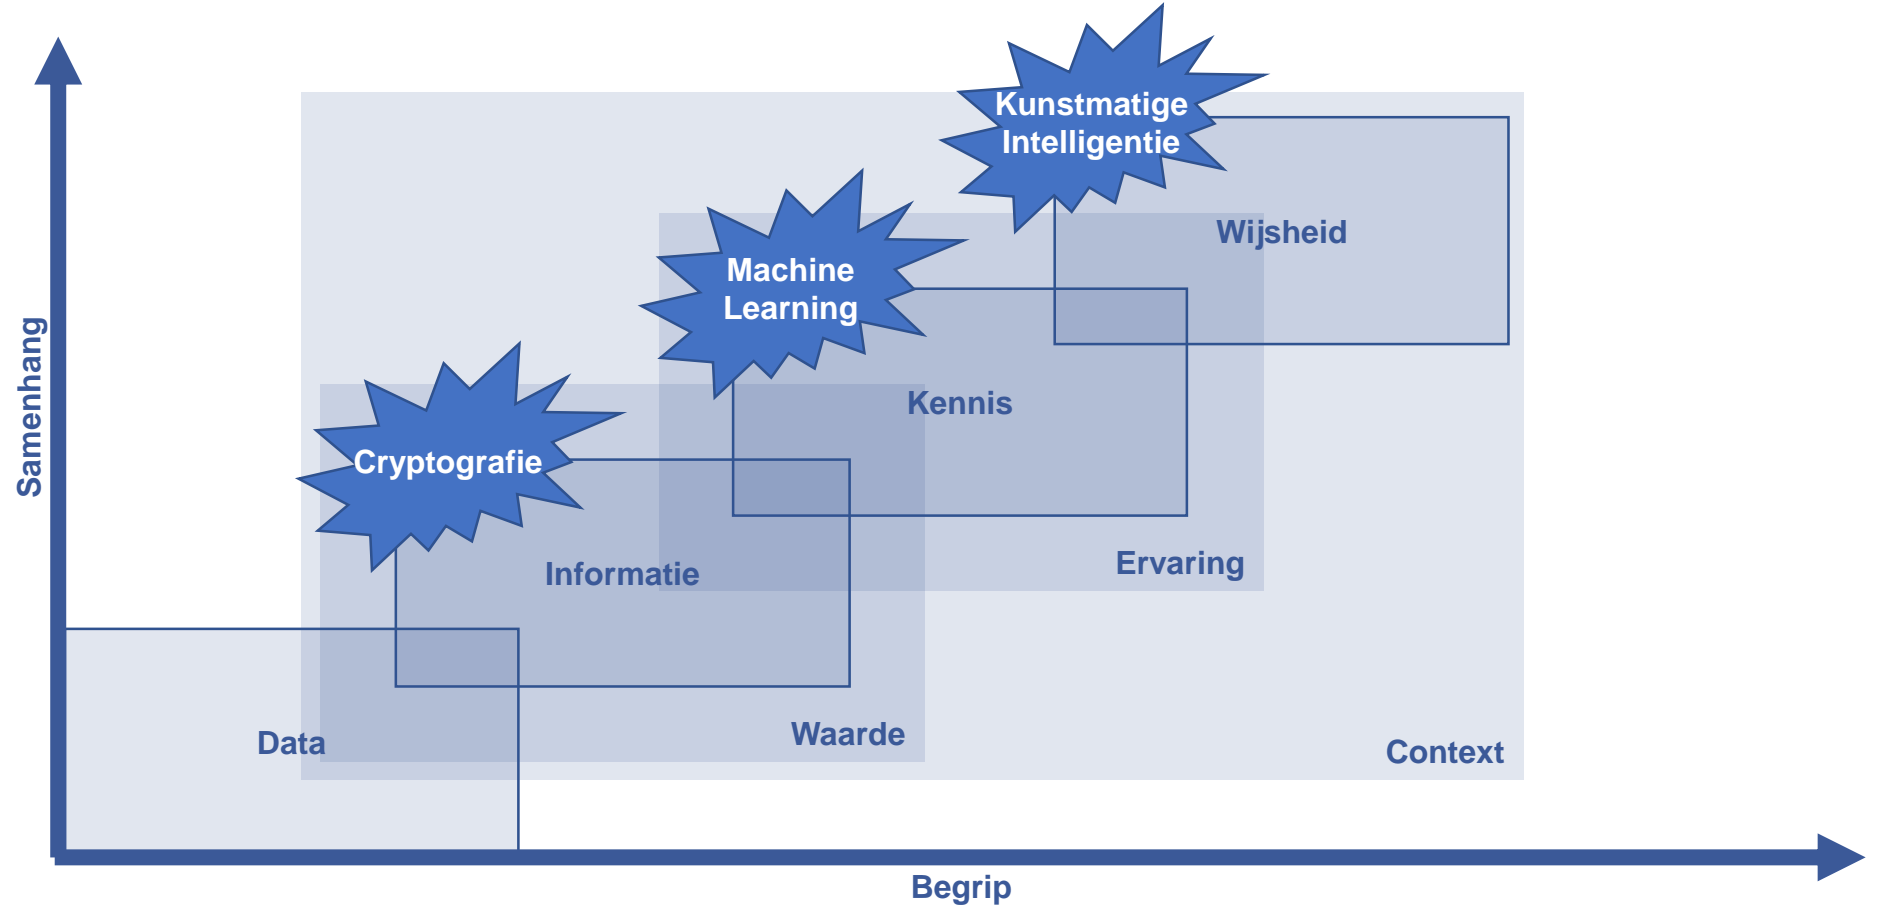 Kunstmatige
Intelligentie
Wijsheid
Machine
Learning
Kennis
Samenhang
Cryptografie
Ervaring
Informatie
Waarde
Data
Context
Begrip